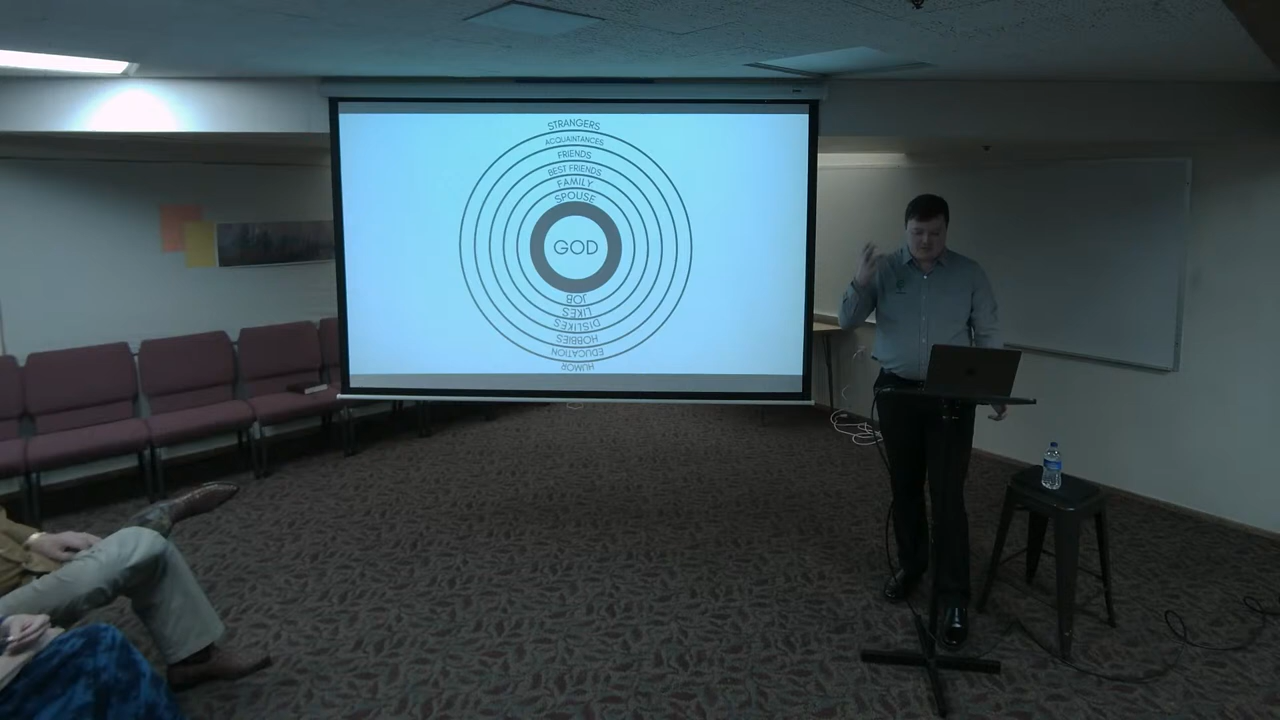 STRANGERS
ACQUAINTANCES
FRIENDS
BEST FRIENDS
FAMILY
SPOUSE
GOD
JOB
LIKES
DISLIKES
HOBBIES
EDUCATION
HUMOR